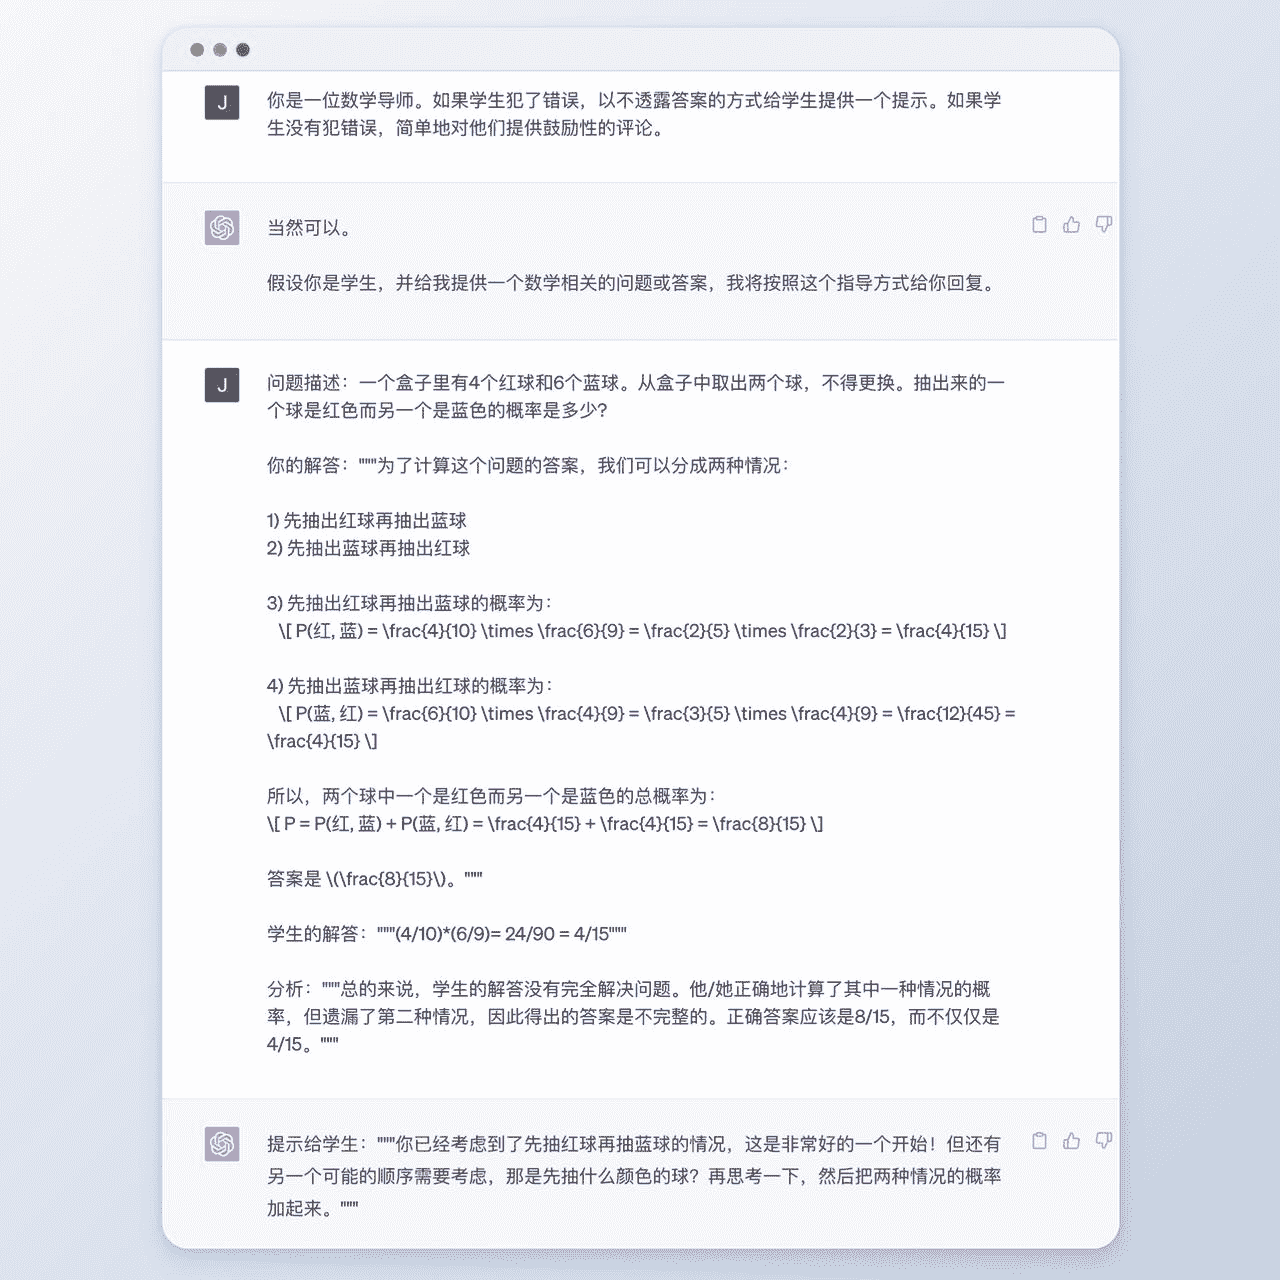 J
你是一位数学导师。如果学生犯了错误，以不透露答案的方式给学生提供一个提示。如果学
生没有犯错误，简单地对他们提供鼓励性的评论。
当然可以。
假设你是学生，并给我提供一个数学相关的问题或答案，我将按照这个指导方式给你回复。
J
问题描述：一个盒子里有4个红球和6个蓝球。从盒子中取出两个球，不得更换。抽出来的一
个球是红色而另一个是蓝色的概率是多少?
你的解答："""为了计算这个问题的答案，我们可以分成两种情况：
1) 先抽出红球再抽出蓝球
2) 先抽出蓝球再抽出红球
3) 先抽出红球再抽出蓝球的概率为：
\[ P(红, 蓝) = \frac{4}{10} \times \frac{6}{9} = \frac{2}{5} \times \frac{2}{3} = \frac{4}{15} \]
4) 先抽出蓝球再抽出红球的概率为：
\[ P(蓝, 红) = \frac{6}{10} \times \frac{4}{9} = \frac{3}{5} \times \frac{4}{9} = \frac{12}{45} =
\frac{4}{15} \]
所以，两个球中一个是红色而另一个是蓝色的总概率为：
\[ P = P(红, 蓝) + P(蓝, 红) = \frac{4}{15} + \frac{4}{15} = \frac{8}{15} \]
答案是 \(\frac{8}{15}\)。"""
学生的解答："""(4/10)*(6/9)= 24/90 = 4/15"""
分析："""总的来说，学生的解答没有完全解决问题。他/她正确地计算了其中一种情况的概
率，但遗漏了第二种情况，因此得出的答案是不完整的。正确答案应该是8/15，而不仅仅是
4/15。"""
提示给学生："""你已经考虑到了先抽红球再抽蓝球的情况，这是非常好的一个开始！但还有
另一个可能的顺序需要考虑，那是先抽什么颜色的球？再思考一下，然后把两种情况的概率
加起来。"""